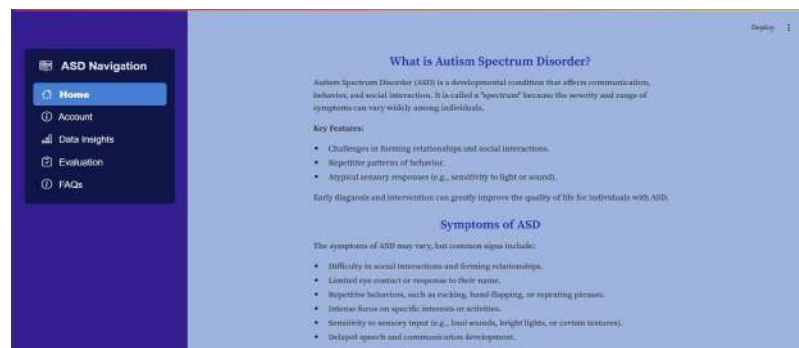 Deploy
ASD Navigation
Home
Account
Data Insights
Evaluation
FAQs
What is Autism Spectrum Disorder?
Autism Spectrum Disorder (ASD) is a developmental condition that affects communication,
behavior, and social interaction. It is called a "spectrum" because the severity and range of
symptoms can vary widely among individuals.
Key Features:
• Challenges in forming relationships and social interactions.
• Repetitive patterns of behavior.
• Atypical sensory responses (e.g., sensitivity to light or sound).
Early diagnosis and intervention can greatly improve the quality of life for individuals with ASD.
Symptoms of ASD
The symptoms of ASD may vary, but common signs include:
• Difficulty in social interactions and forming relationships.
• Limited eye contact or response to their name.
• Repetitive behaviors, such as rocking, hand-flapping, or repeating phrases.
• Intense focus on specific interests or activities.
• Sensitivity to sensory input (e.g., loud sounds, bright lights, or certain textures).
• Delayed speech and communication development.